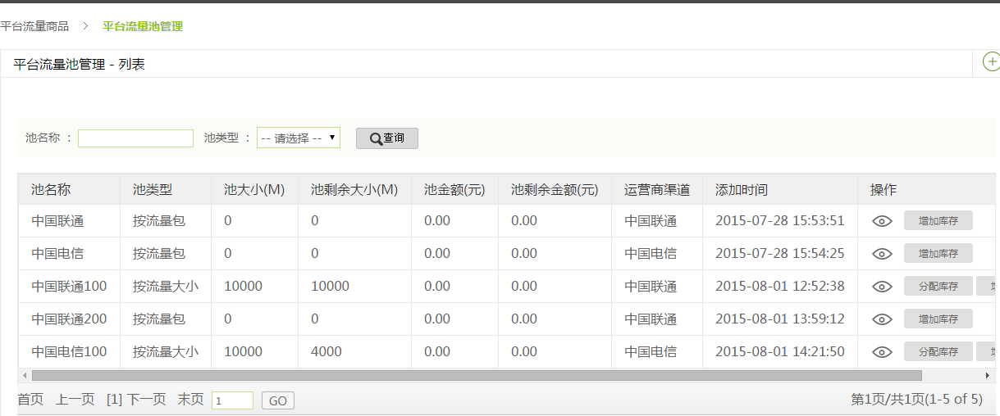 平台流量商品 > 平台流量池管理
平台流量池管理 - 列表
池名称 : 池类型 : -- 请选择 -- 查询
池名称 池类型 池大小(M) 池剩余大小(M) 池金额(元) 池剩余金额(元) 运营商渠道 添加时间 操作
中国联通 按流量包 0 0 0.00 0.00 中国联通 2015-07-28 15:53:51 增加库存
中国电信 按流量包 0 0 0.00 0.00 中国电信 2015-07-28 15:54:25 增加库存
中国联通100 按流量大小 10000 10000 0.00 0.00 中国联通 2015-08-01 12:52:38 分配库存
中国联通200 按流量包 0 0 0.00 0.00 中国联通 2015-08-01 13:59:12 增加库存
中国电信100 按流量大小 10000 4000 0.00 0.00 中国电信 2015-08-01 14:21:50 分配库存
首页 上一页 [1] 下一页 末页 1 GO 第1页/共1页(1-5 of 5)